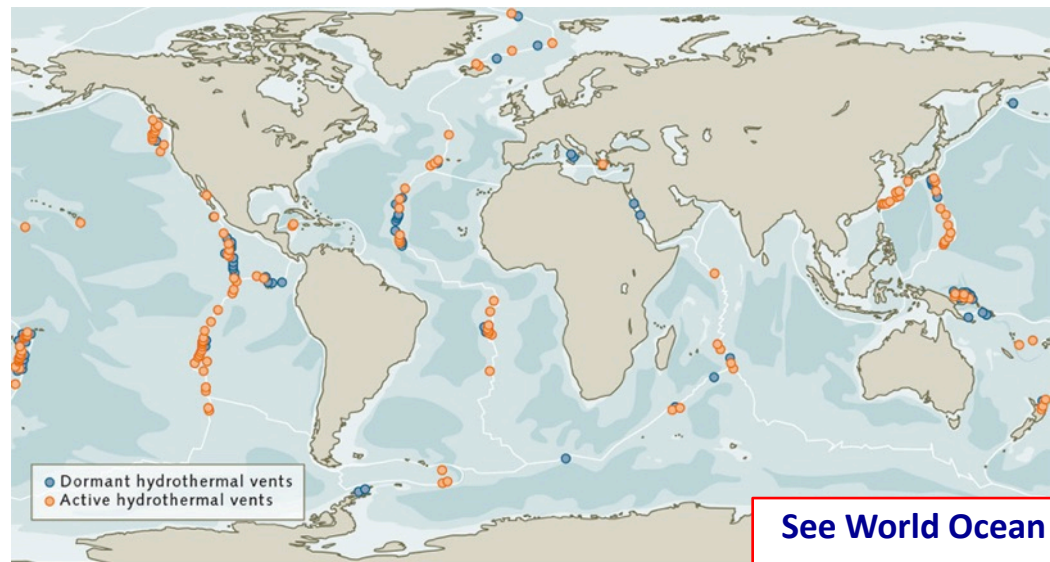 Dormant hydrothermal vents
Active hydrothermal vents
See World Ocean